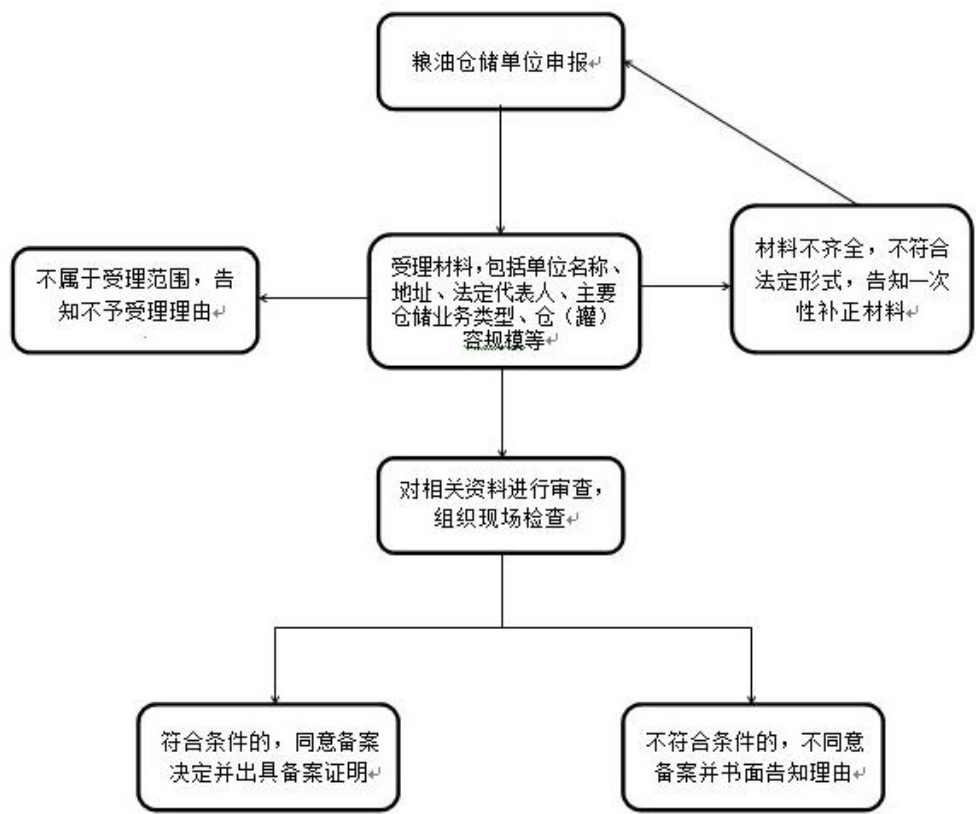 粮油仓储单位申报
不属于受理范围，告
知不予受理理由
受理材料，包括单位名称、
地址、法定代表人、主要
仓储业务类型、仓（罐）
容规模等
材料不齐全，不符合
法定形式，告知一次
性补正材料
对相关资料进行审查，
组织现场检查
符合条件的，同意备案
决定并出具备案证明
不符合条件的，不同意
备案并书面告知理由